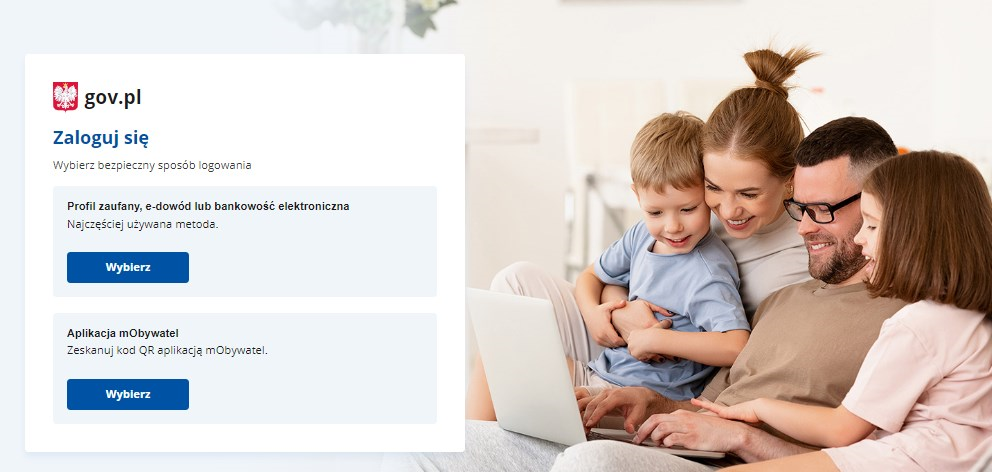 gov.pl
Zaloguj się
Wybierz bezpieczny sposób logowania
Profil zaufany, e-dowód lub bankowość elektroniczna
Najczęściej używana metoda.
Wybierz
Aplikacja mObywatel
Zeskanuj kod QR aplikacją mObywatel.
Wybierz